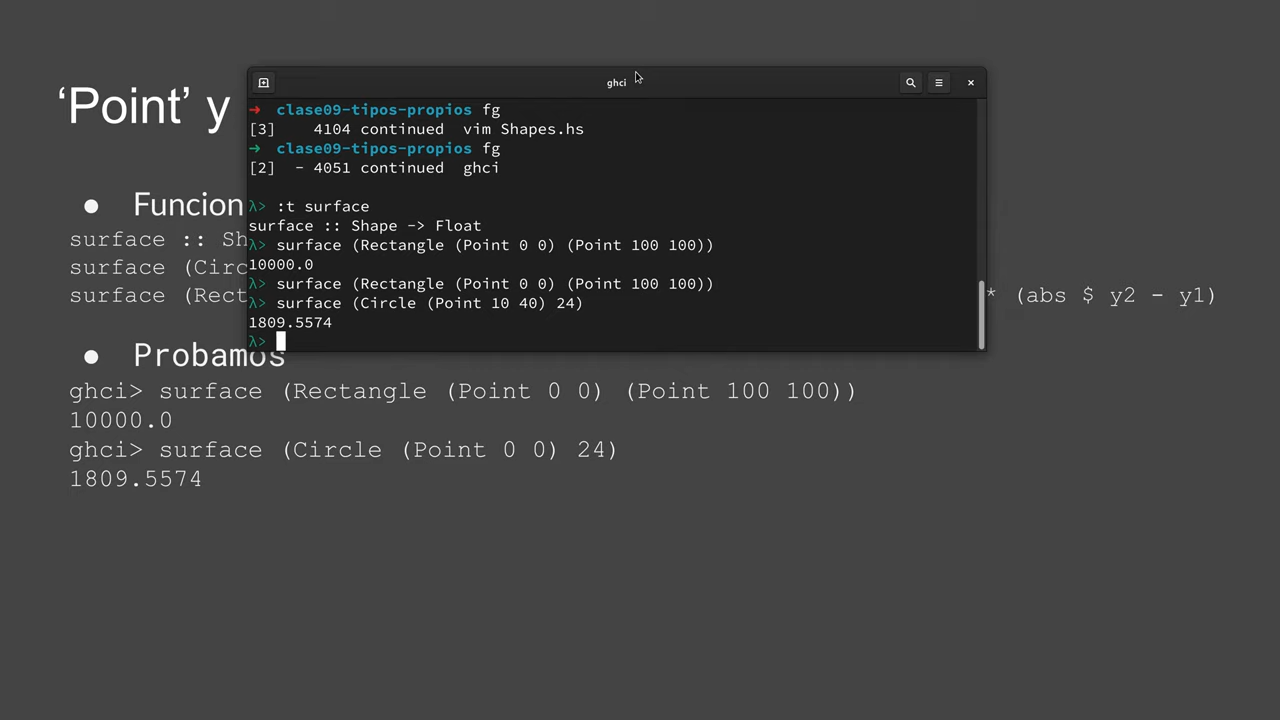 ‘Point’ y
● Funcion
surface :: Sh
surface (Circ
surface (Rect
* (abs $ y2 - y1)
● Probamos
ghci> surface (Rectangle (Point 0 0) (Point 100 100))
10000.0
ghci> surface (Circle (Point 0 0) 24)
1809.5574
ghci
➜ clase09-tipos-propios fg
[3]    4104 continued  vim Shapes.hs
➜ clase09-tipos-propios fg
[2]  - 4051 continued  ghci
λ> :t surface
surface :: Shape -> Float
λ> surface (Rectangle (Point 0 0) (Point 100 100))
10000.0
λ> surface (Rectangle (Point 0 0) (Point 100 100))
λ> surface (Circle (Point 10 40) 24)
1809.5574
λ>